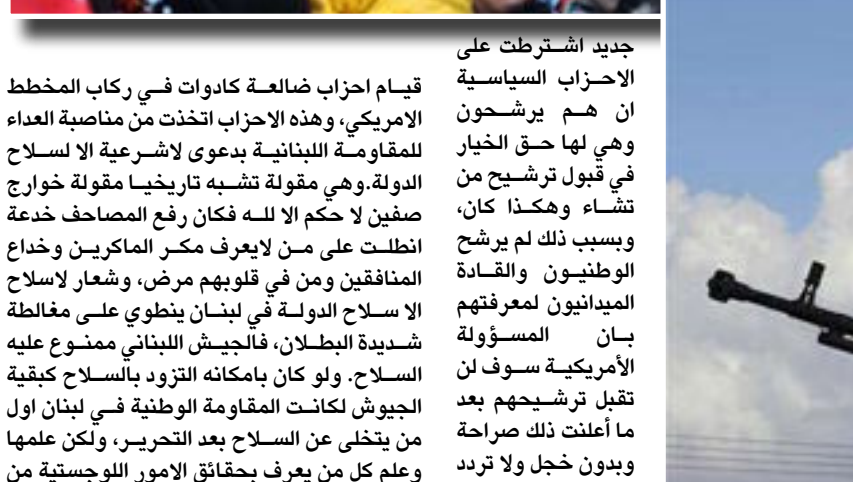 جديد اشترطت على
الاحزاب السياسية
ان هم يرشحون
وهي لها حق الخيار
في قبول ترشيح من
تشاء وهكذا كان،
وبسبب ذلك لم يرشح
الوطنيون والقادة
الميدانيون لمعرفتهم
بان المسؤولة
الأمريكية سوف لن
تقبل ترشيحهم بعد
ما أعلنت ذلك صراحة
وبدون خجل ولا تردد
قيام احزاب ضالعة كادوات في ركاب المخطط
الامريكي، وهذه الاحزاب اتخذت من مناصبة العداء
للمقاومة اللبنانية بدعوى لاشرعية الا لسلاح
الدولة.وهي مقولة تشبه تاريخيا مقولة خوارج
صفين لا حكم الا لله فكان رفع المصاحف خدعة
انطلت على من لايعرف مكر الماكرين وخداع
المنافقين ومن في قلوبهم مرض، وشعار لاسلاح
الا سلاح الدولة في لبنان ينطوي على مغالطة
شديدة البطلان، فالجيش اللبناني ممنوع عليه
السلاح. ولو كان بامكانه التزود بالسلاح كبقية
الجيوش لكانت المقاومة الوطنية في لبنان اول
من يتخلى عن السلاح بعد التحرير، ولكن علمها
وعلم كل من يعرف بحقائق الامور اللوجستية من